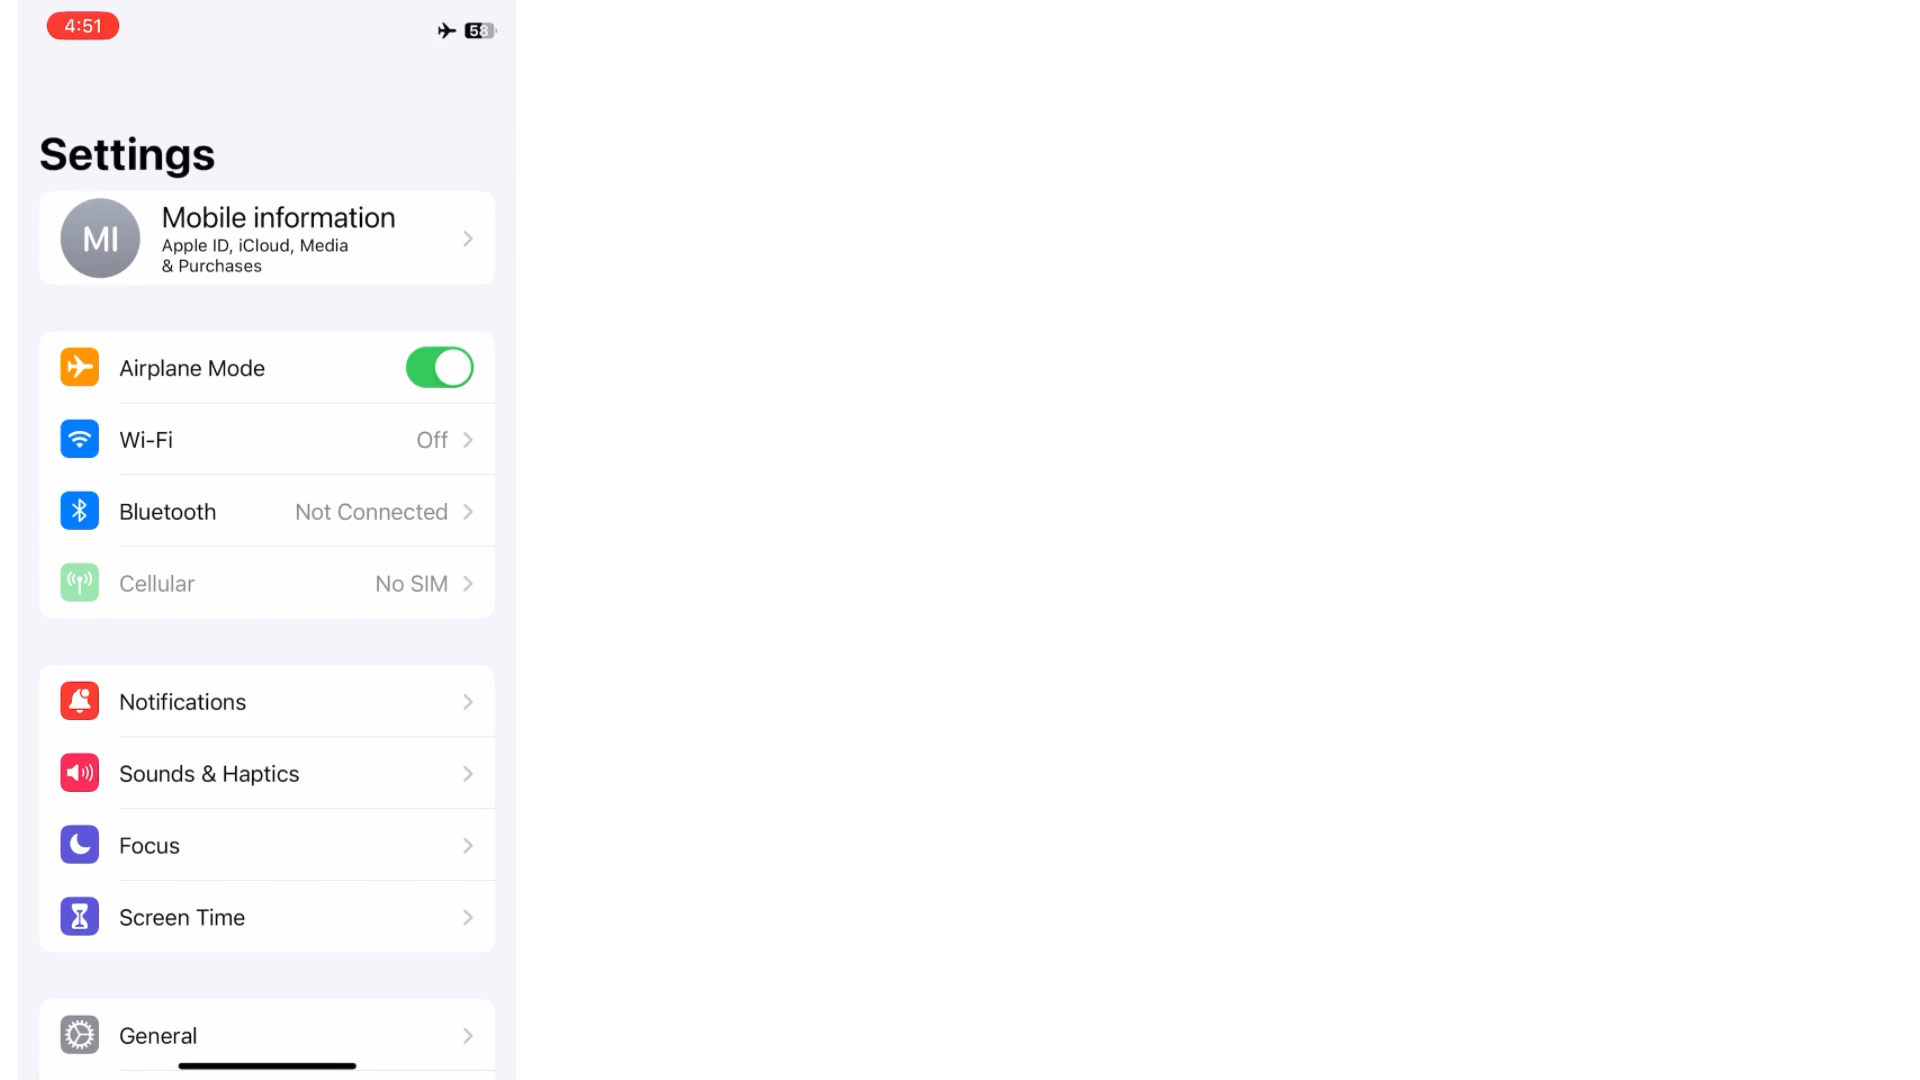 4:51
58
Settings
MI
Mobile information
Apple ID, iCloud, Media
& Purchases
Airplane Mode
Wi-Fi Off
Bluetooth Not Connected
Cellular No SIM
Notifications
Sounds & Haptics
Focus
Screen Time
General